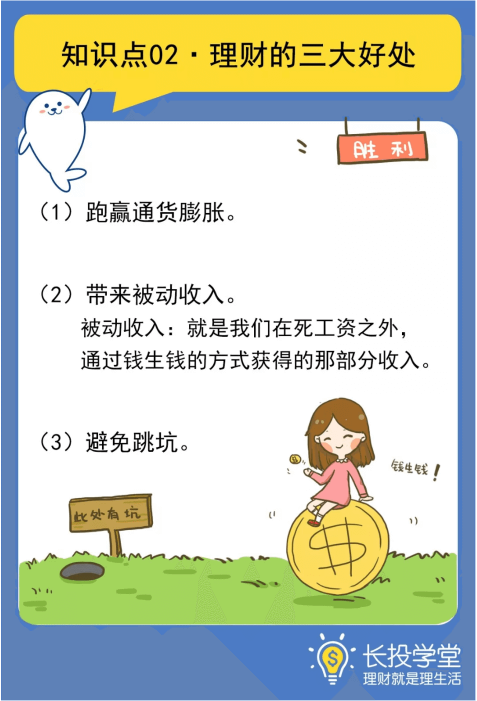 知识点02·理财的三大好处
胜利
（1）跑赢通货膨胀。
（2）带来被动收入。
被动收入：就是我们在死工资之外，
通过钱生钱的方式获得的那部分收入。
（3）避免跳坑。
钱生钱！
此处有坑
$
$
长投学堂
理财就是理生活